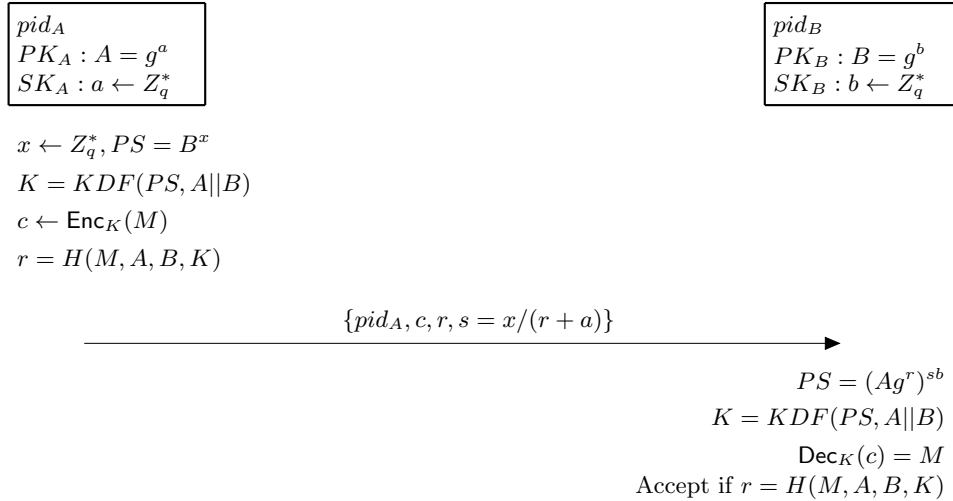 pid_A
PK_A : A = g^a
SK_A : a ← Z_q^*
pid_B
PK_B : B = g^b
SK_B : b ← Z_q^*
x ← Z_q^*, PS = B^x
K = KDF(PS, A||B)
c ← Enc_K(M)
r = H(M, A, B, K)
{pid_A, c, r, s = x/(r + a)}
PS = (Ag^r)^{sb}
K = KDF(PS, A||B)
Dec_K(c) = M
Accept if r = H(M, A, B, K)